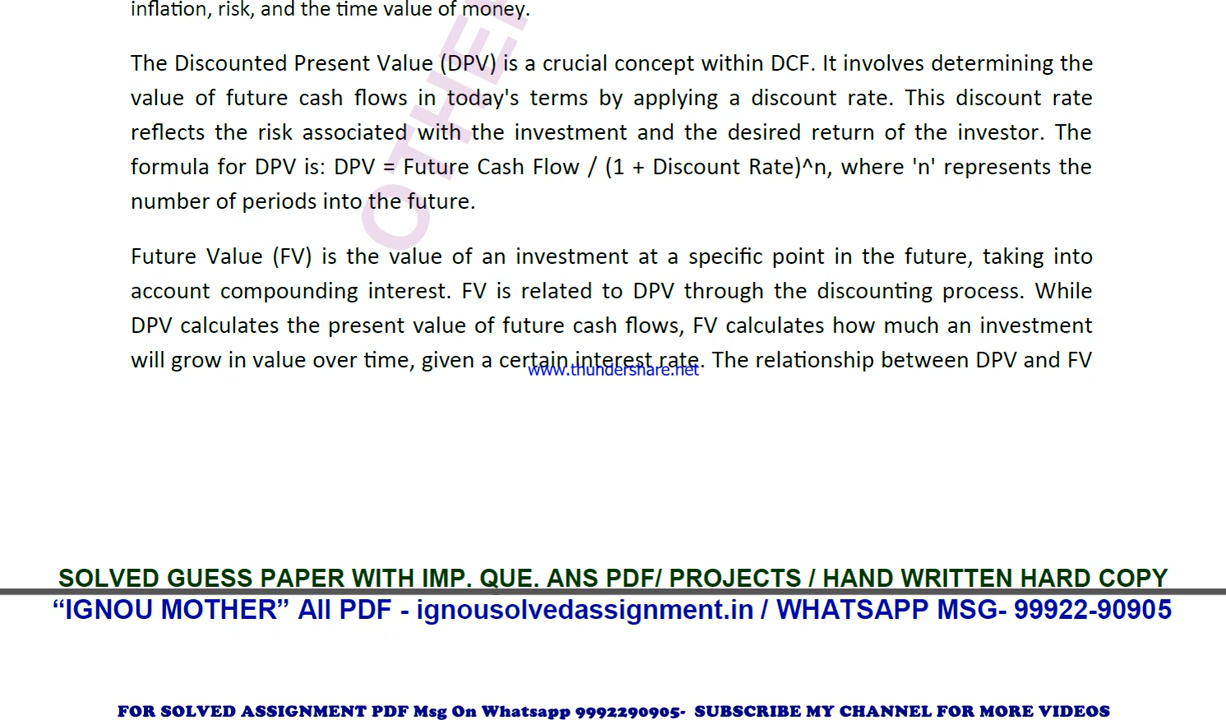 inflation, risk, and the time value of money.
The Discounted Present Value (DPV) is a crucial concept within DCF. It involves determining the
value of future cash flows in today's terms by applying a discount rate. This discount rate
reflects the risk associated with the investment and the desired return of the investor. The
formula for DPV is: DPV = Future Cash Flow / (1 + Discount Rate)^n, where 'n' represents the
number of periods into the future.
OTHE
Future Value (FV) is the value of an investment at a specific point in the future, taking into
account compounding interest. FV is related to DPV through the discounting process. While
DPV calculates the present value of future cash flows, FV calculates how much an investment
will grow in value over time, given a certain interest rate. The relationship between DPV and FV
www.thundershare.net
SOLVED GUESS PAPER WITH IMP. QUE. ANS PDF/ PROJECTS / HAND WRITTEN HARD COPY
“IGNOU MOTHER” All PDF - ignousolvedassignment.in / WHATSAPP MSG- 99922-90905
FOR SOLVED ASSIGNMENT PDF Msg On Whatsapp 9992290905- SUBSCRIBE MY CHANNEL FOR MORE VIDEOS